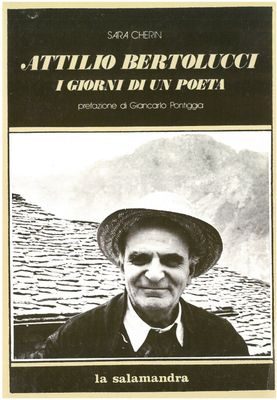 SARA CHERIN
ATTILIO BERTOLUCCI
I GIORNI DI UN POETA
prefazione di Giancarlo Pontiggia
la salamandra